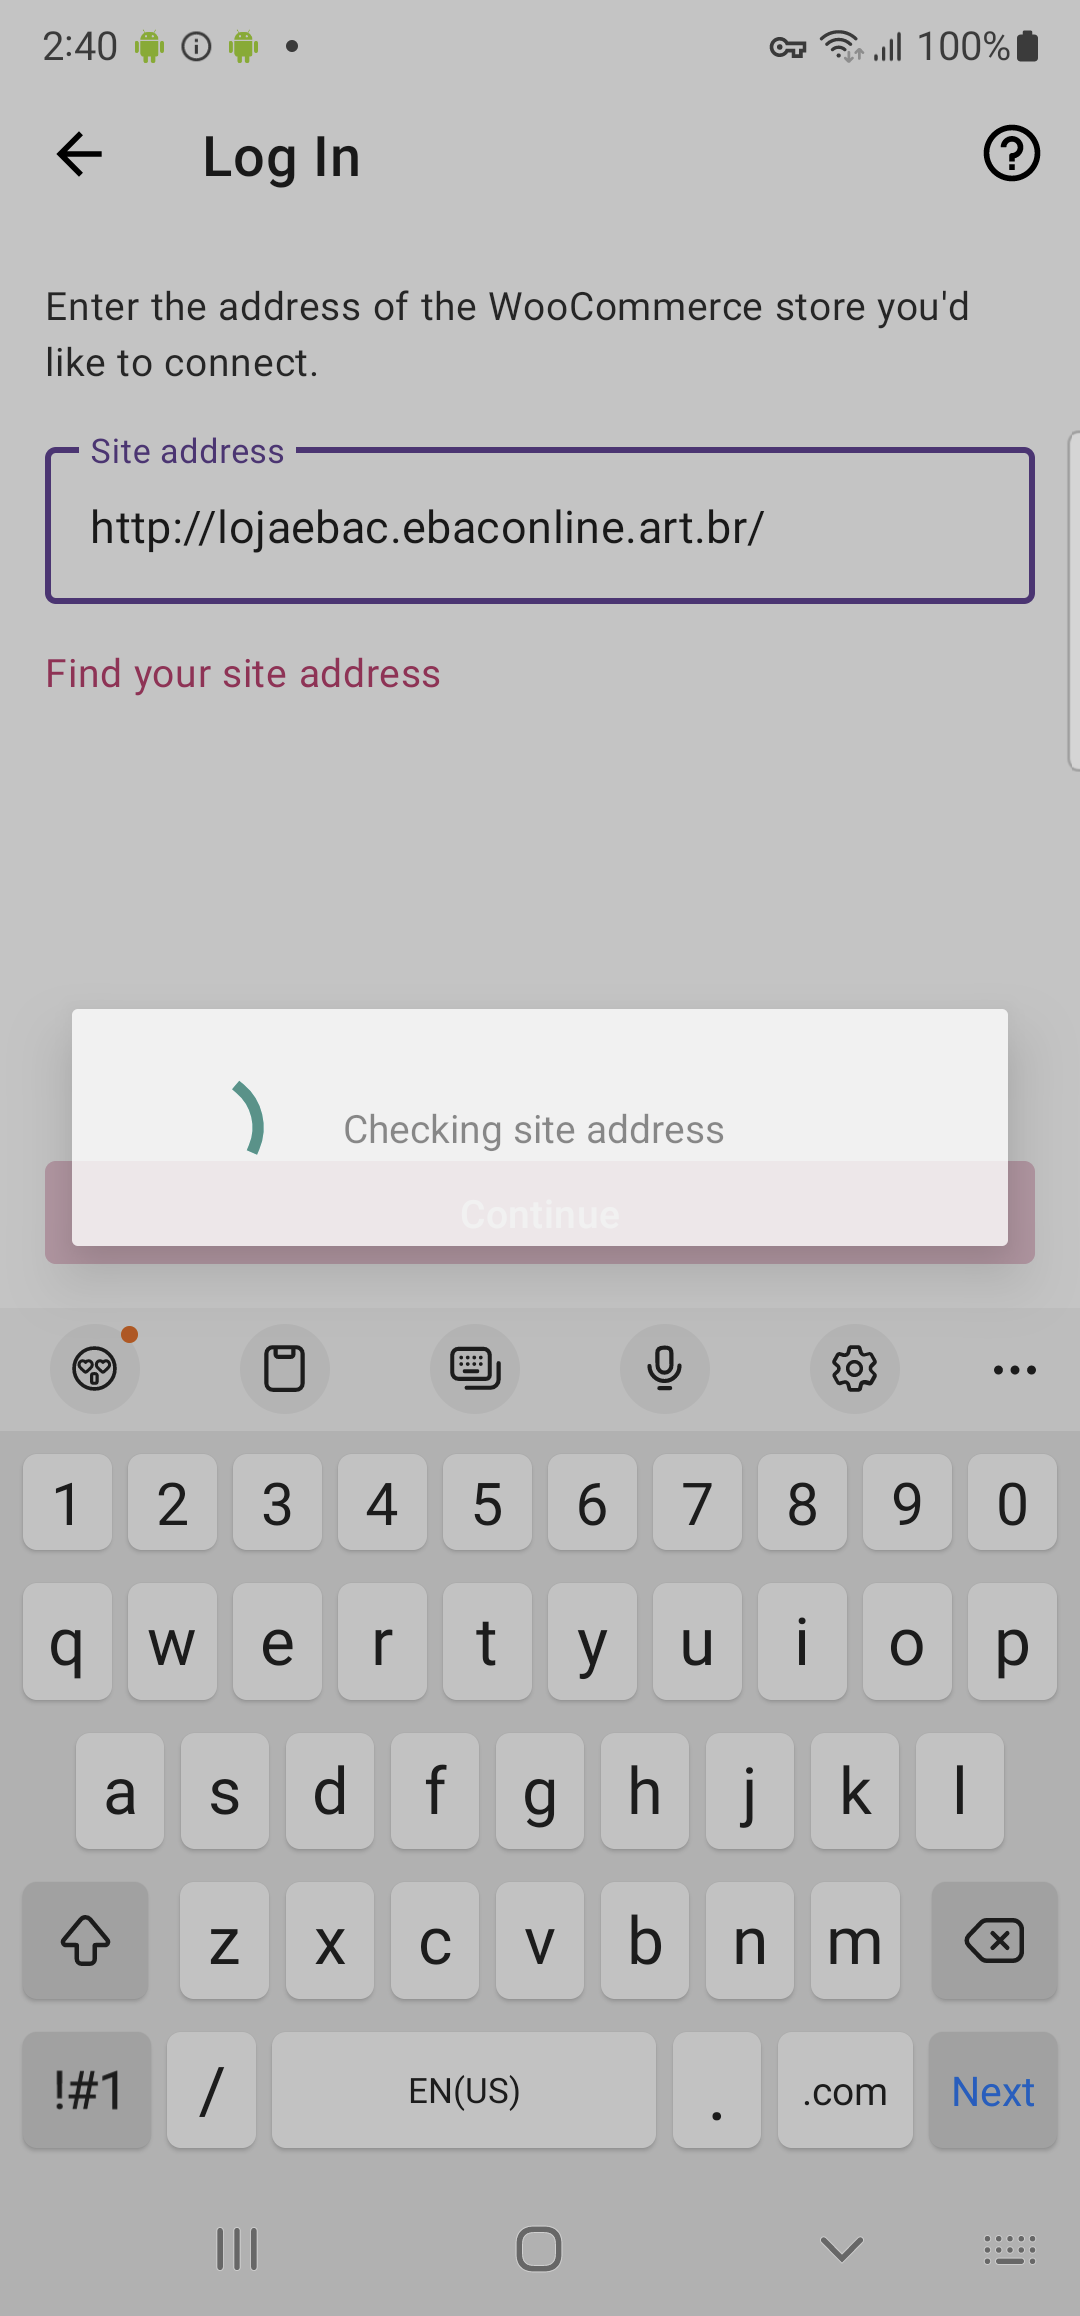 2:40
100%
Log In
Enter the address of the WooCommerce store you'd
like to connect.
Site address
http://lojaebac.ebaconline.art.br/
Find your site address
Checking site address
Continue
1 2 3 4 5 6 7 8 9 0
q w e r t y u i o p
a s d f g h j k l
z x c v b n m
!#1 / EN(US) . .com Next